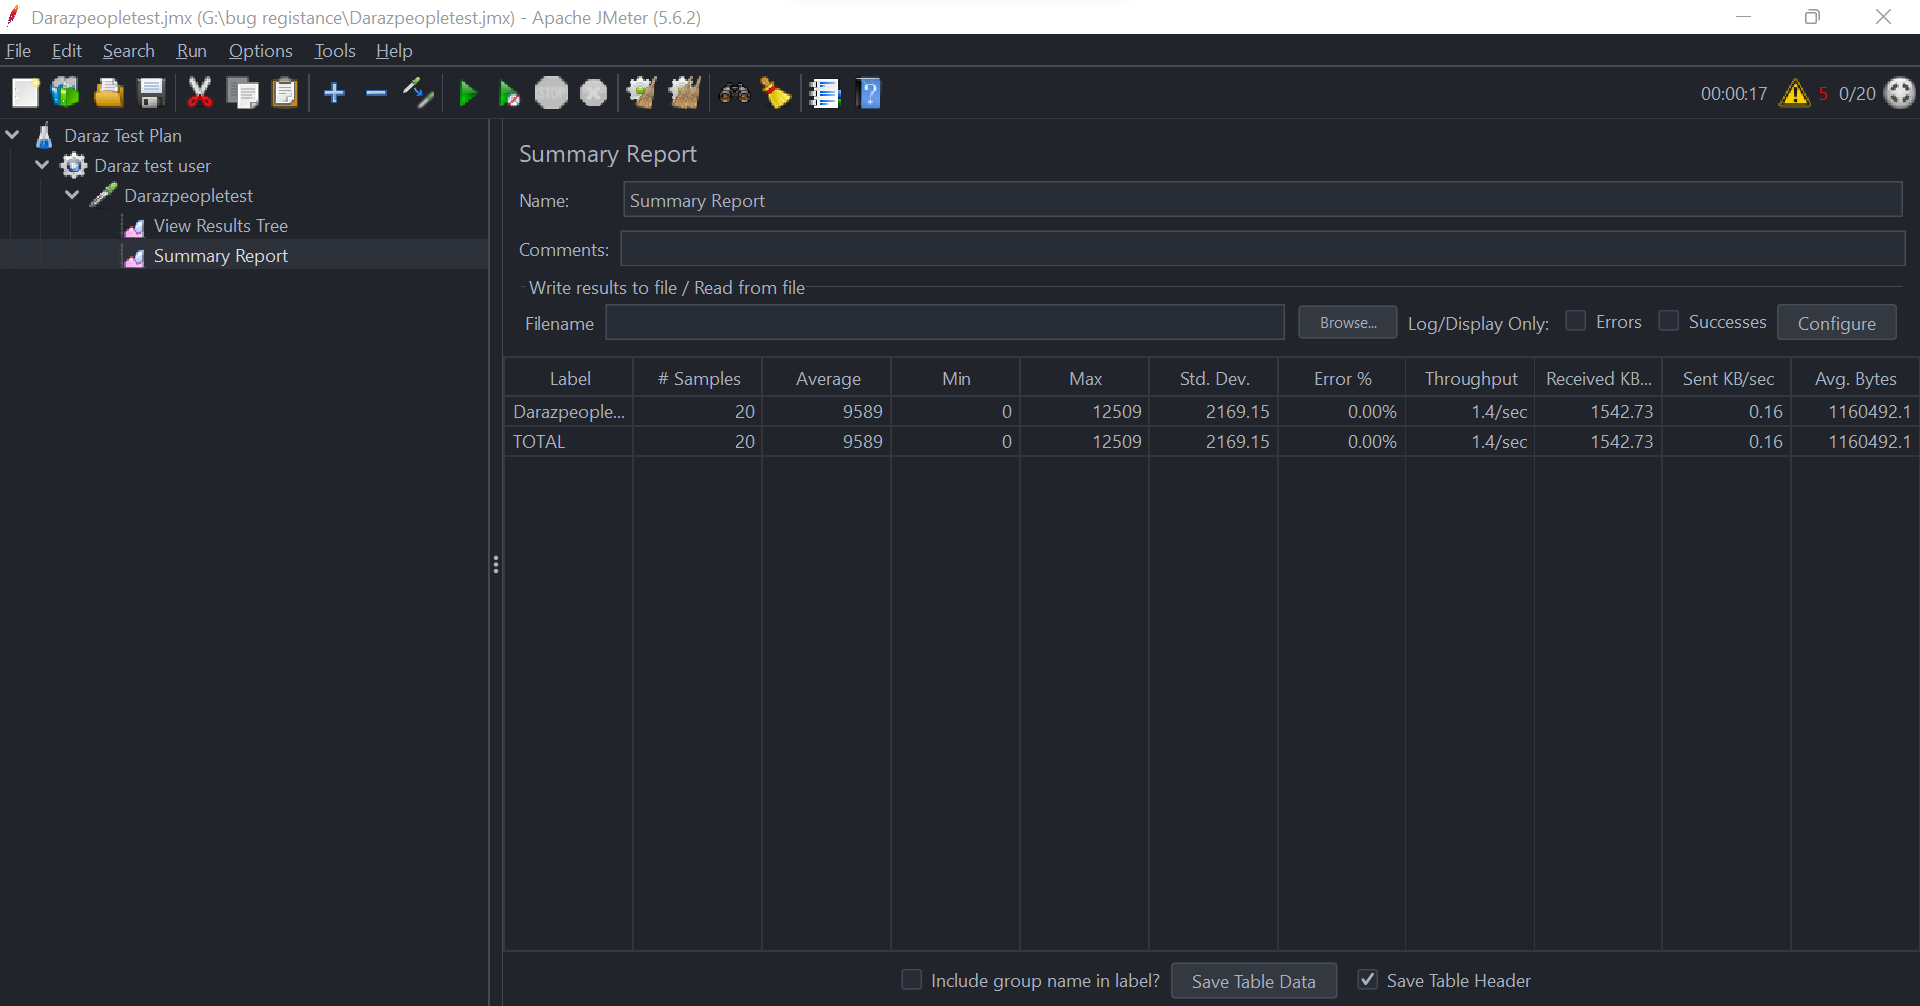 Darazpeopletest.jmx (G:\bug registance\Darazpeopletest.jmx) - Apache JMeter (5.6.2)
File Edit Search Run Options Tools Help
STOP
00:00:17 5 0/20
Daraz Test Plan
Daraz test user
Darazpeopletest
View Results Tree
Summary Report
Summary Report
Name: Summary Report
Comments:
Write results to file / Read from file
Filename Browse... Log/Display Only: Errors Successes Configure
Label # Samples Average Min Max Std. Dev. Error % Throughput Received KB... Sent KB/sec Avg. Bytes
Darazpeople... 20 9589 0 12509 2169.15 0.00% 1.4/sec 1542.73 0.16 1160492.1
TOTAL 20 9589 0 12509 2169.15 0.00% 1.4/sec 1542.73 0.16 1160492.1
Include group name in label? Save Table Data Save Table Header